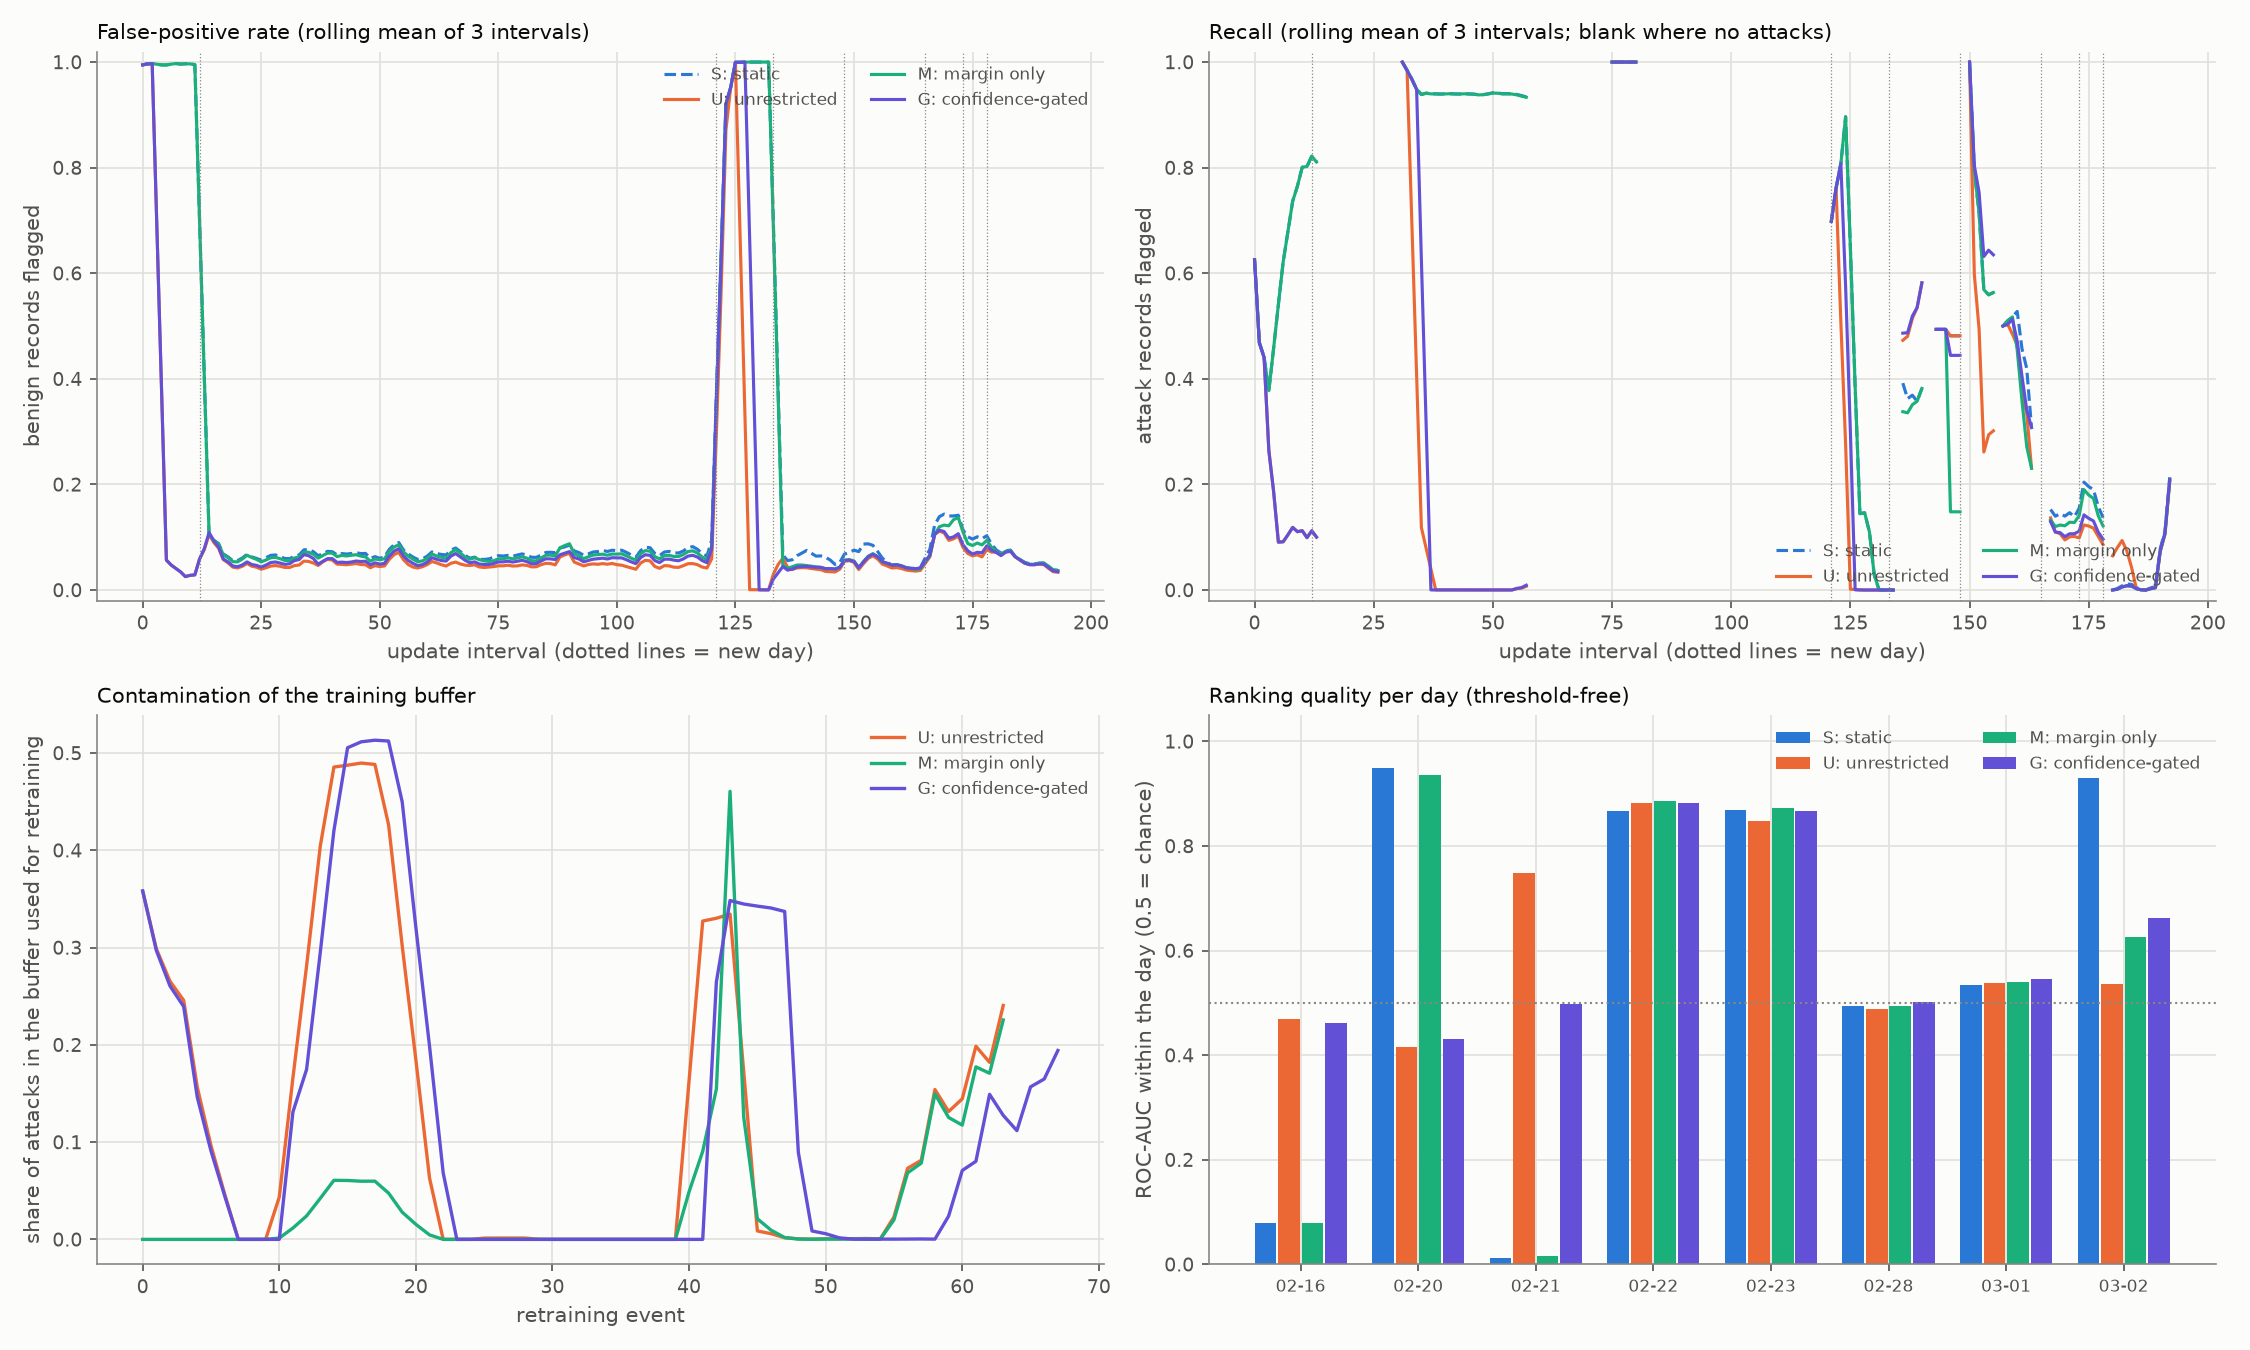 False-positive rate (rolling mean of 3 intervals)
benign records flagged
1.0
0.8
0.6
0.4
0.2
0.0
S: static
U: unrestricted
M: margin only
G: confidence-gated
0 25 50 75 100 125 150 175 200
update interval (dotted lines = new day)
Recall (rolling mean of 3 intervals; blank where no attacks)
attack records flagged
1.0
0.8
0.6
0.4
0.2
0.0
S: static
U: unrestricted
M: margin only
G: confidence-gated
0 25 50 75 100 125 150 175 200
update interval (dotted lines = new day)
Contamination of the training buffer
share of attacks in the buffer used for retraining
0.5
0.4
0.3
0.2
0.1
0.0
U: unrestricted
M: margin only
G: confidence-gated
0 10 20 30 40 50 60 70
retraining event
Ranking quality per day (threshold-free)
ROC-AUC within the day (0.5 = chance)
1.0
0.8
0.6
0.4
0.2
0.0
S: static
U: unrestricted
M: margin only
G: confidence-gated
02-16 02-20 02-21 02-22 02-23 02-28 03-01 03-02